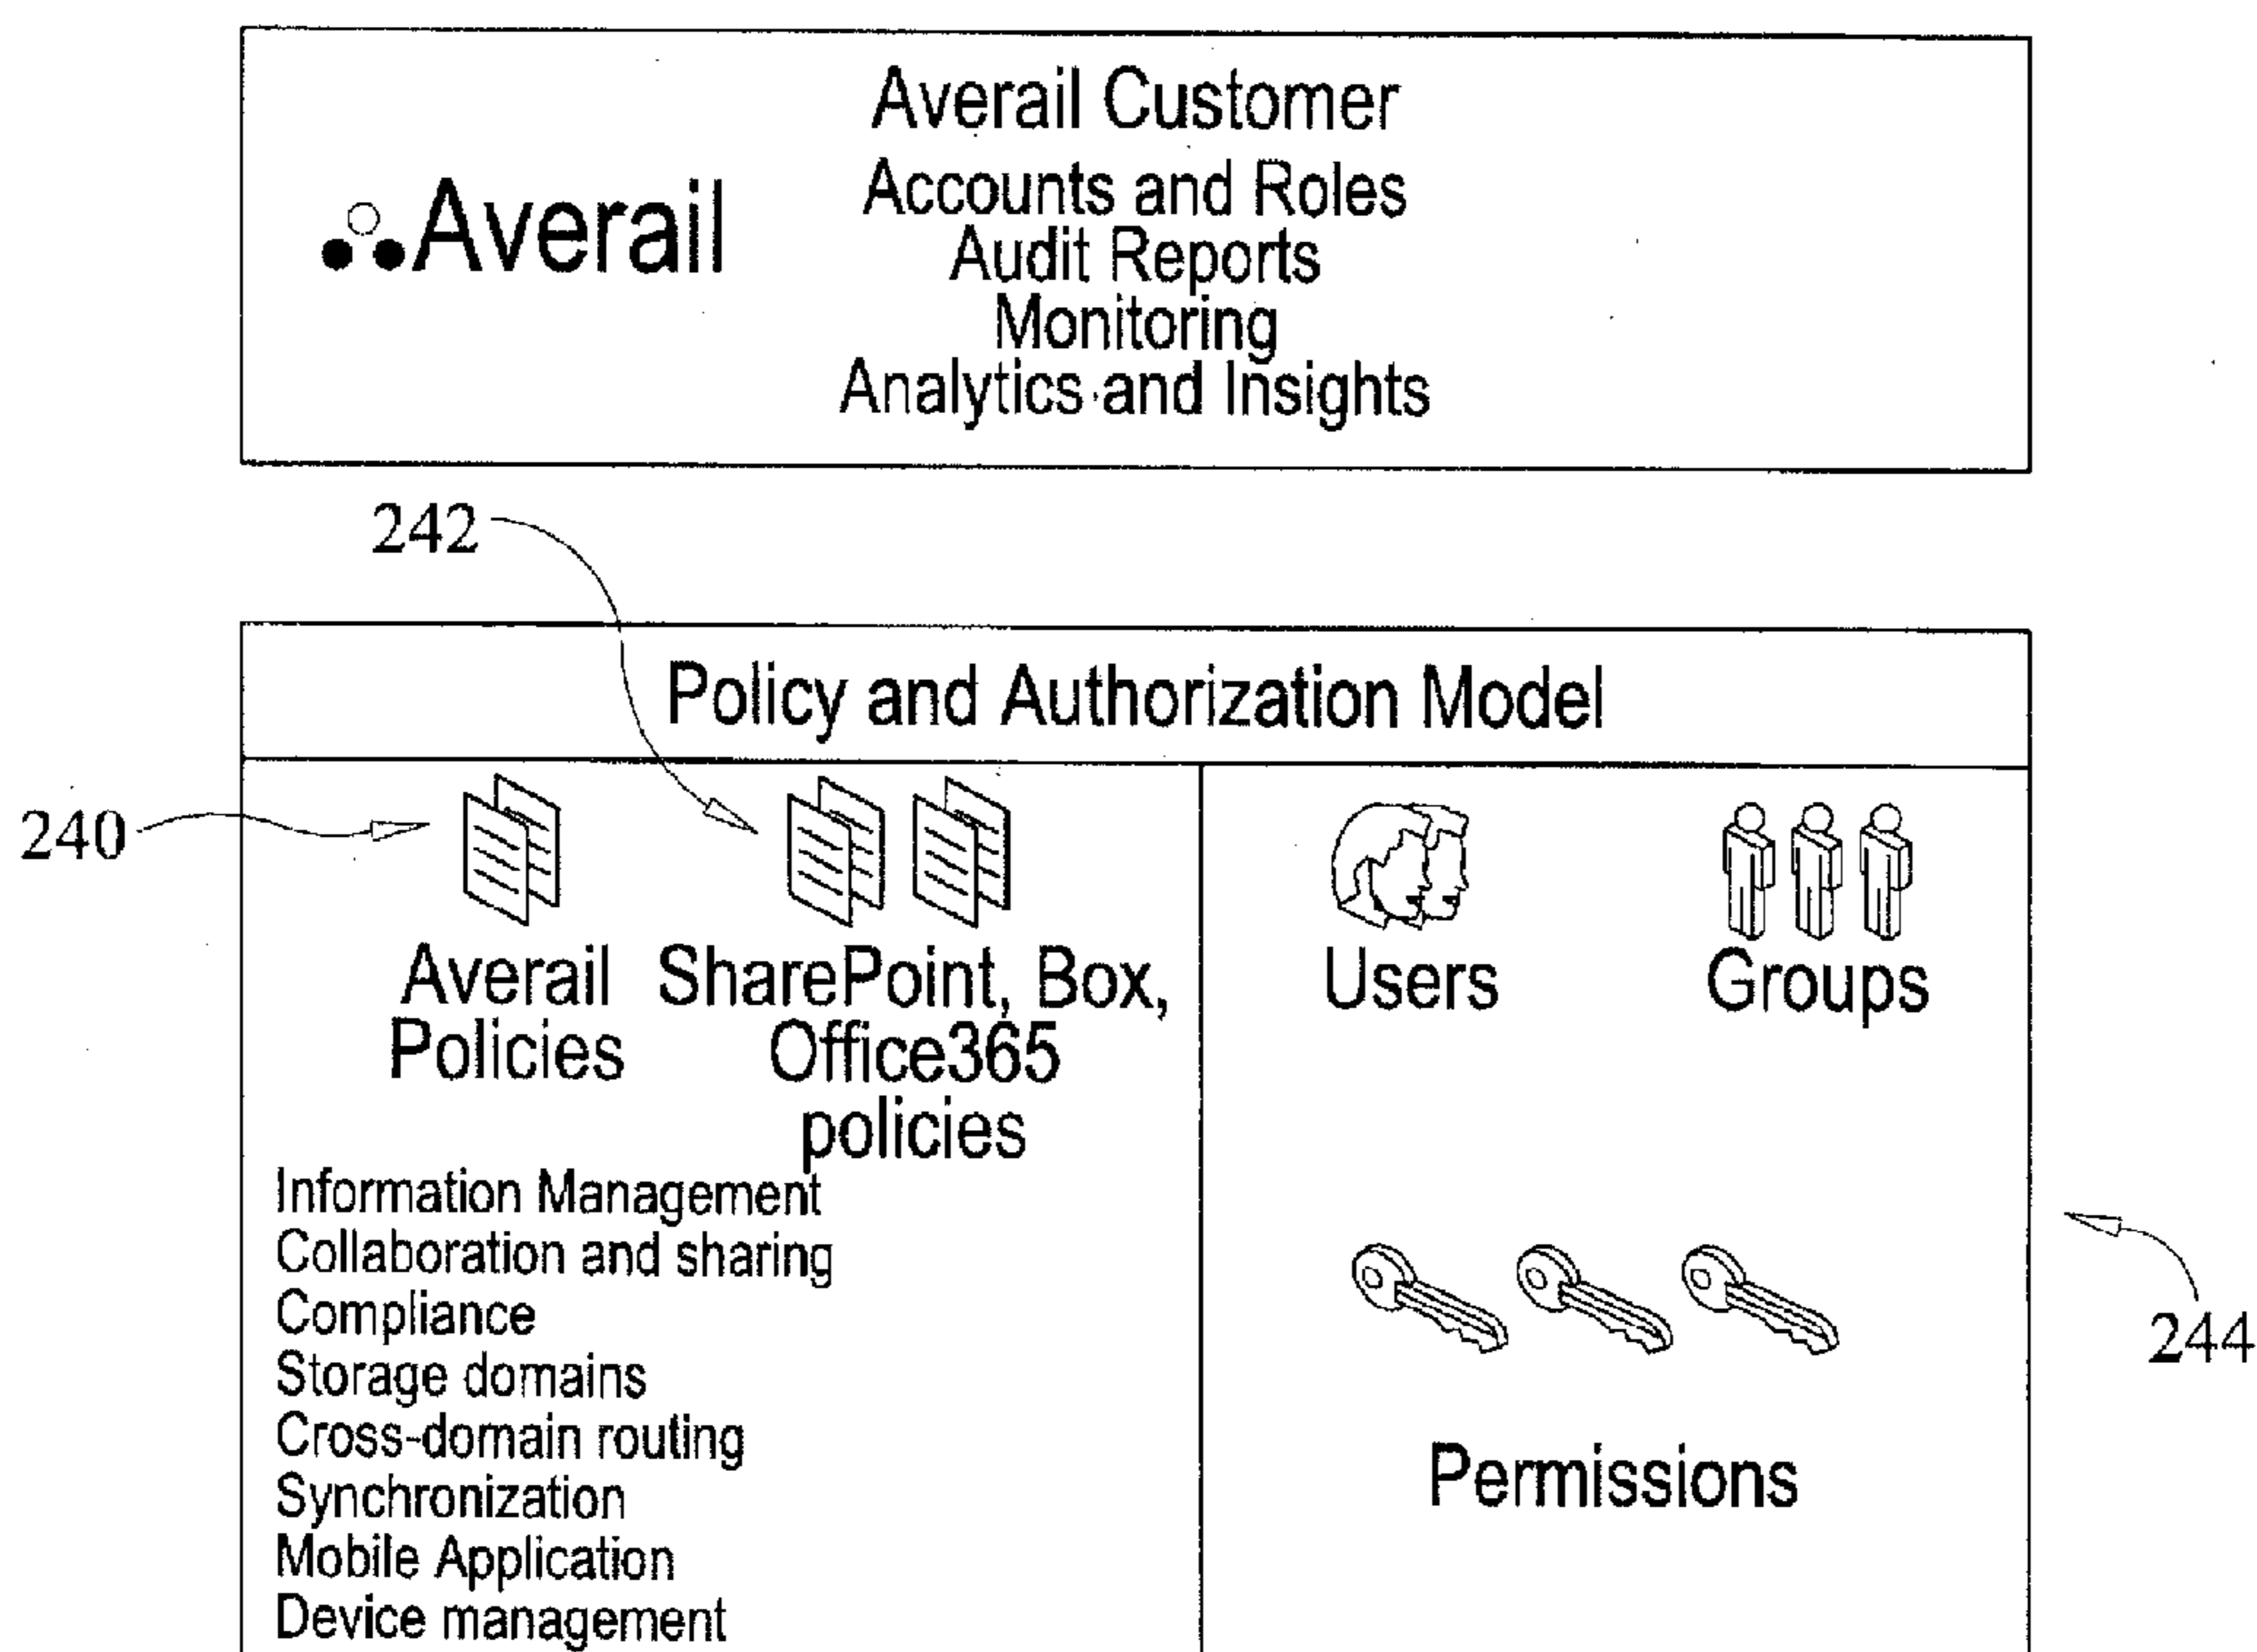 Averail Customer
Averail
Accounts and Roles
Audit Reports
Monitoring
Analytics and Insights
242
Policy and Authorization Model
240
Averail
Policies
SharePoint, Box,
Office365
policies
Users
Groups
Information Management
Collaboration and sharing
Compliance
Storage domains
Cross-domain routing
Synchronization
Mobile Application
Device management
Permissions
244